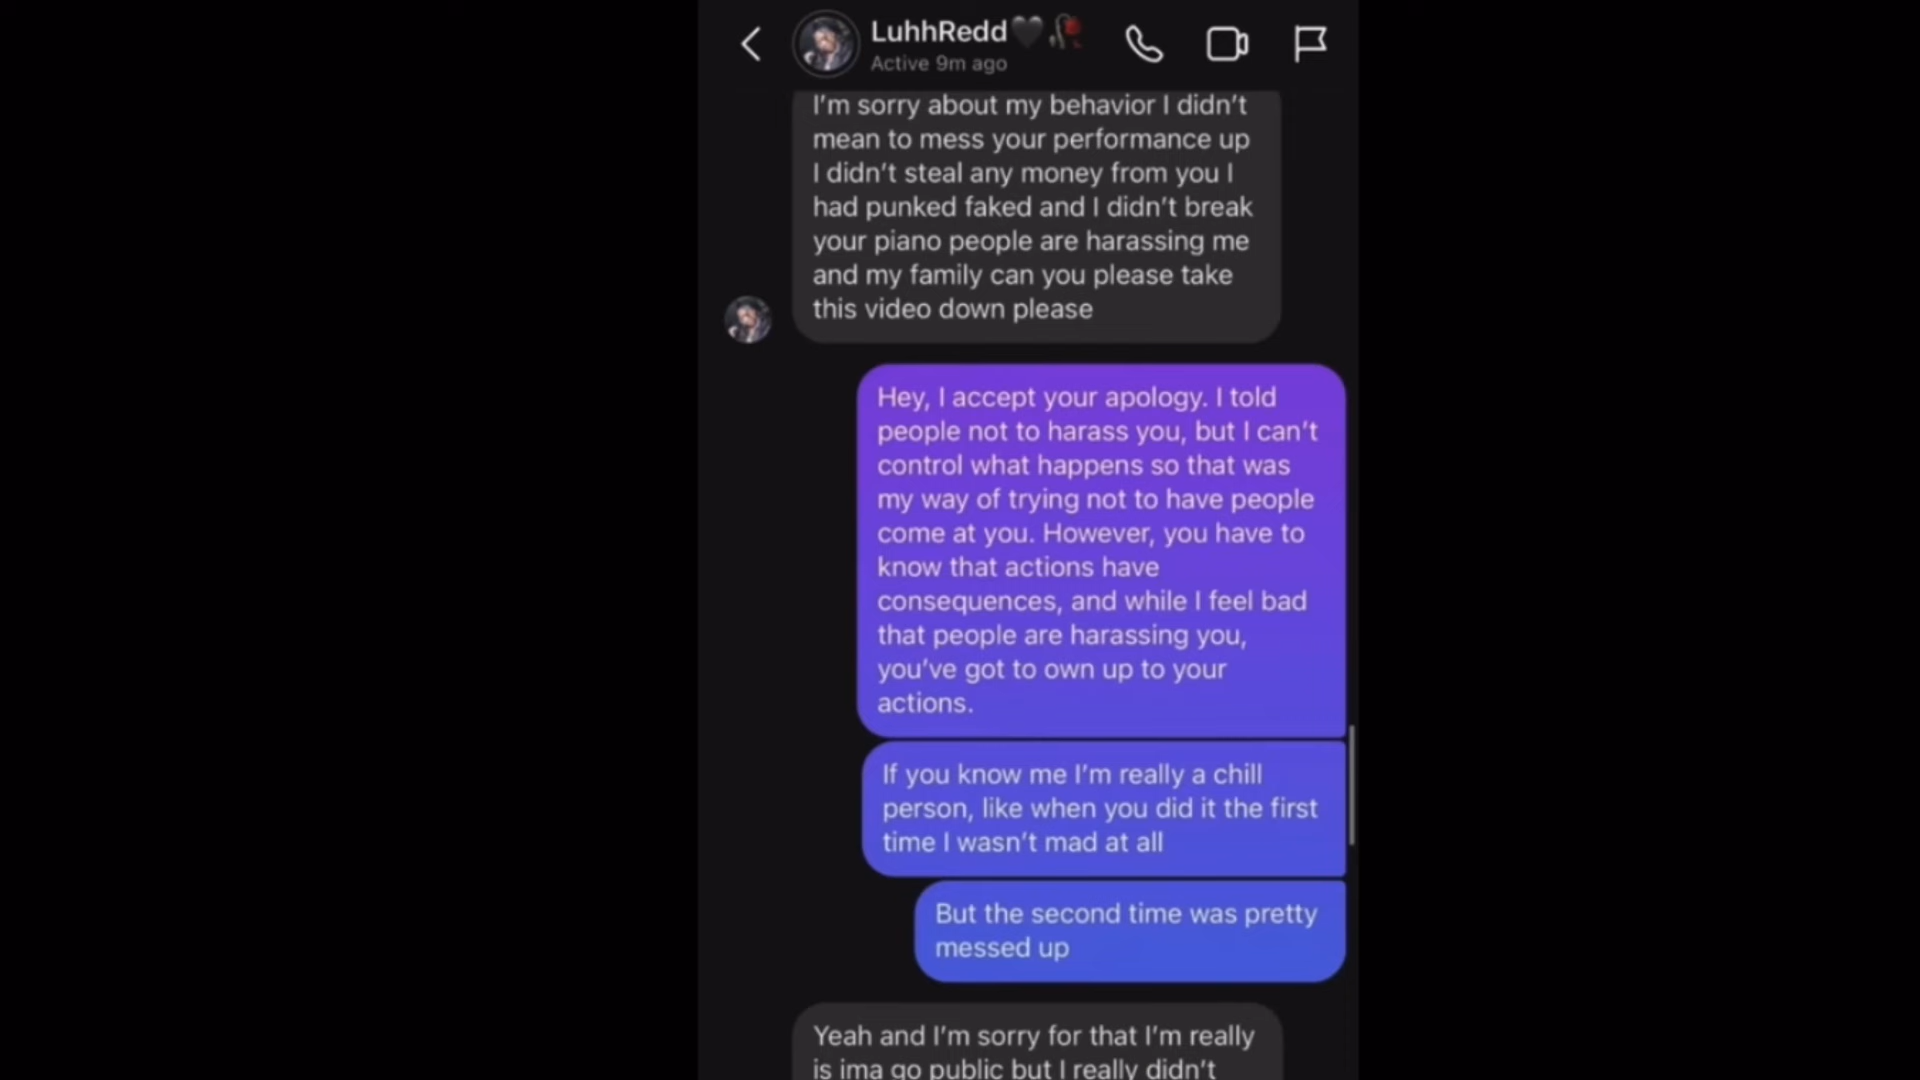 LuhhRedd🖤🥀
Active 9m ago
I’m sorry about my behavior I didn’t
mean to mess your performance up
I didn’t steal any money from you I
had punked faked and I didn’t break
your piano people are harassing me
and my family can you please take
this video down please
Hey, I accept your apology. I told
people not to harass you, but I can’t
control what happens so that was
my way of trying not to have people
come at you. However, you have to
know that actions have
consequences, and while I feel bad
that people are harassing you,
you’ve got to own up to your
actions.
If you know me I’m really a chill
person, like when you did it the first
time I wasn’t mad at all
But the second time was pretty
messed up
Yeah and I’m sorry for that I’m really
is ima go public but I really didn’t